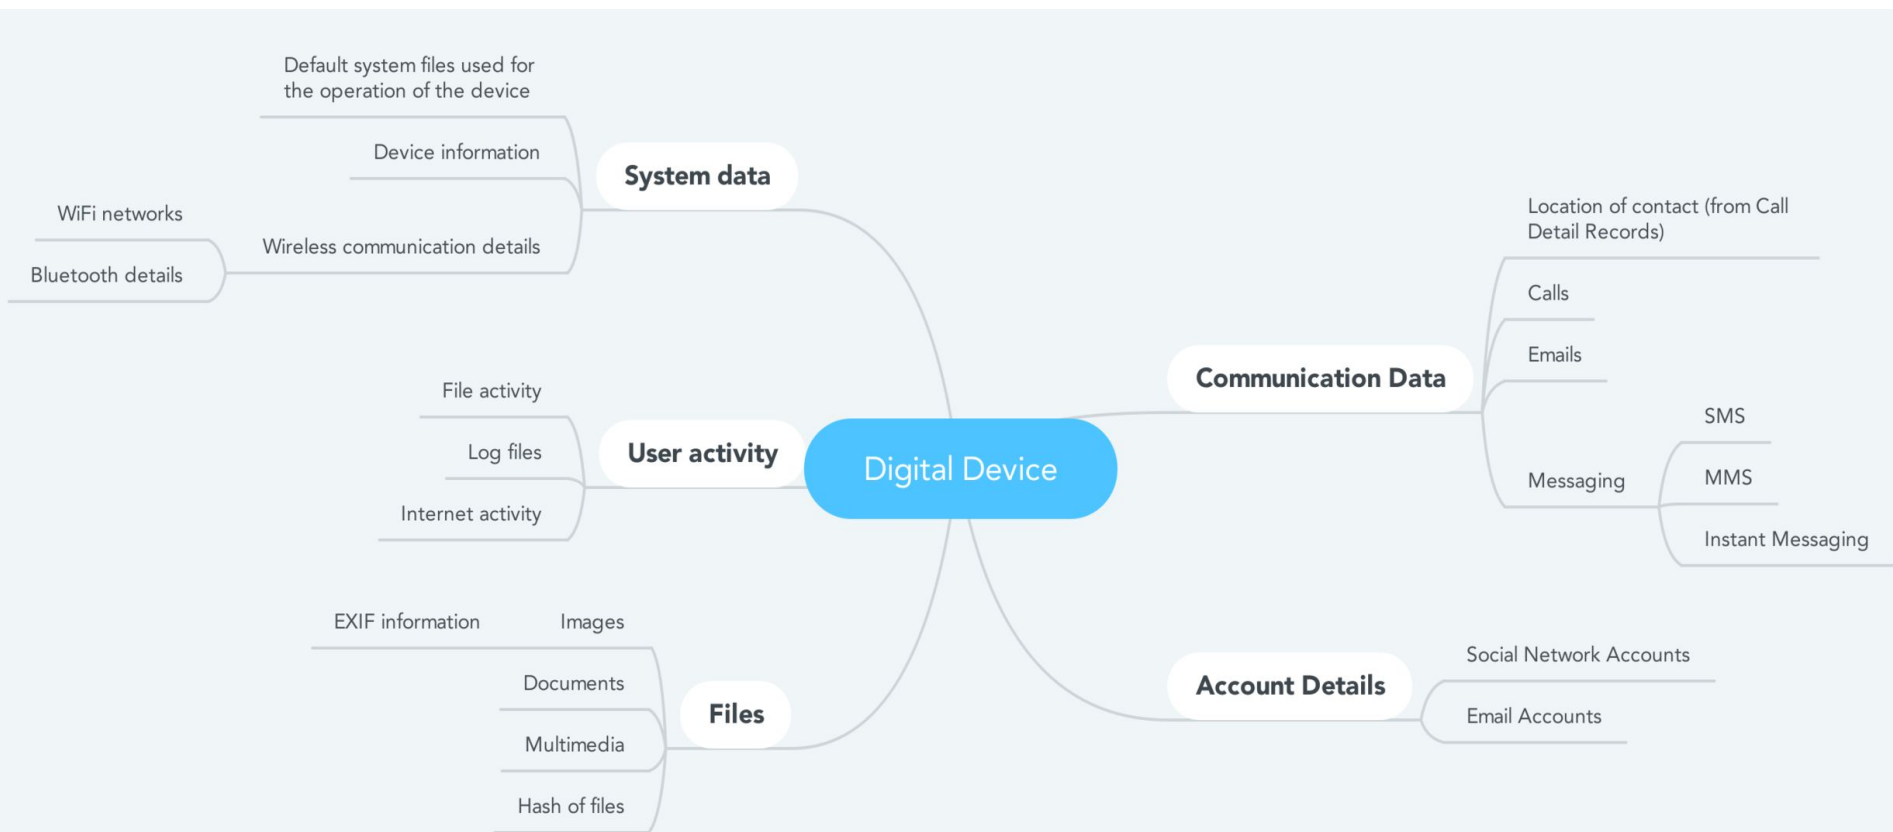 Default system files used for
the operation of the device
Device information
Wireless communication details
WiFi networks
Bluetooth details
System data
File activity
Log files
Internet activity
User activity
EXIF information
Images
Documents
Multimedia
Hash of files
Files
Digital Device
Communication Data
Location of contact (from Call
Detail Records)
Calls
Emails
Messaging
SMS
MMS
Instant Messaging
Account Details
Social Network Accounts
Email Accounts